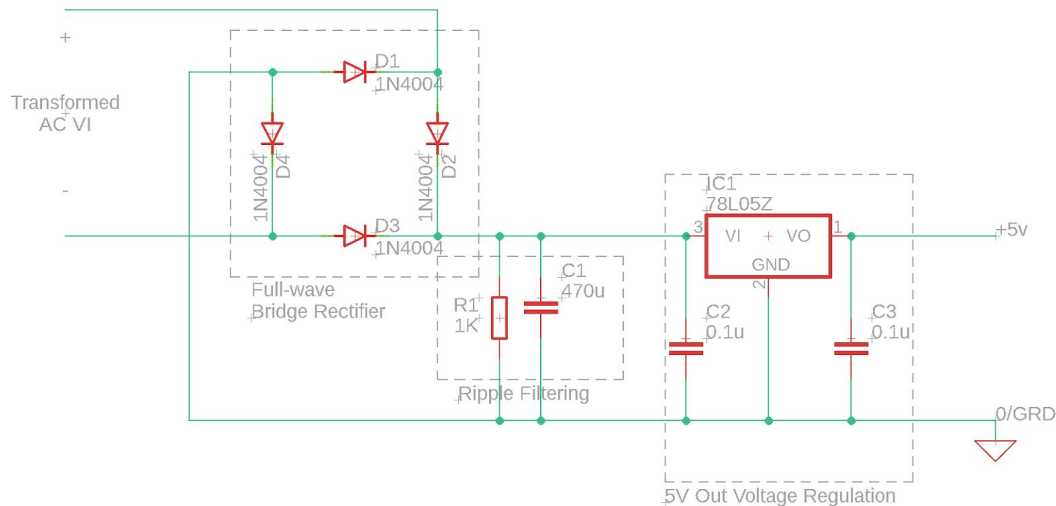 +
Transformed
AC VI
-
D1
1N4004
1N4004
D4
1N4004
D2
D3
1N4004
Full-wave
Bridge Rectifier
R1
1K
C1
470u
Ripple Filtering
IC1
78L05Z
3
VI
VO
1
GND
2
+5v
C2
0.1u
C3
0.1u
0/GRD
5V Out Voltage Regulation